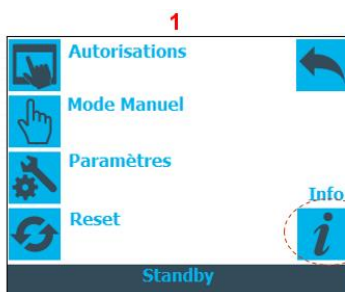 1
Autorisations
Mode Manuel
Paramètres
Info
Reset
i
Standby